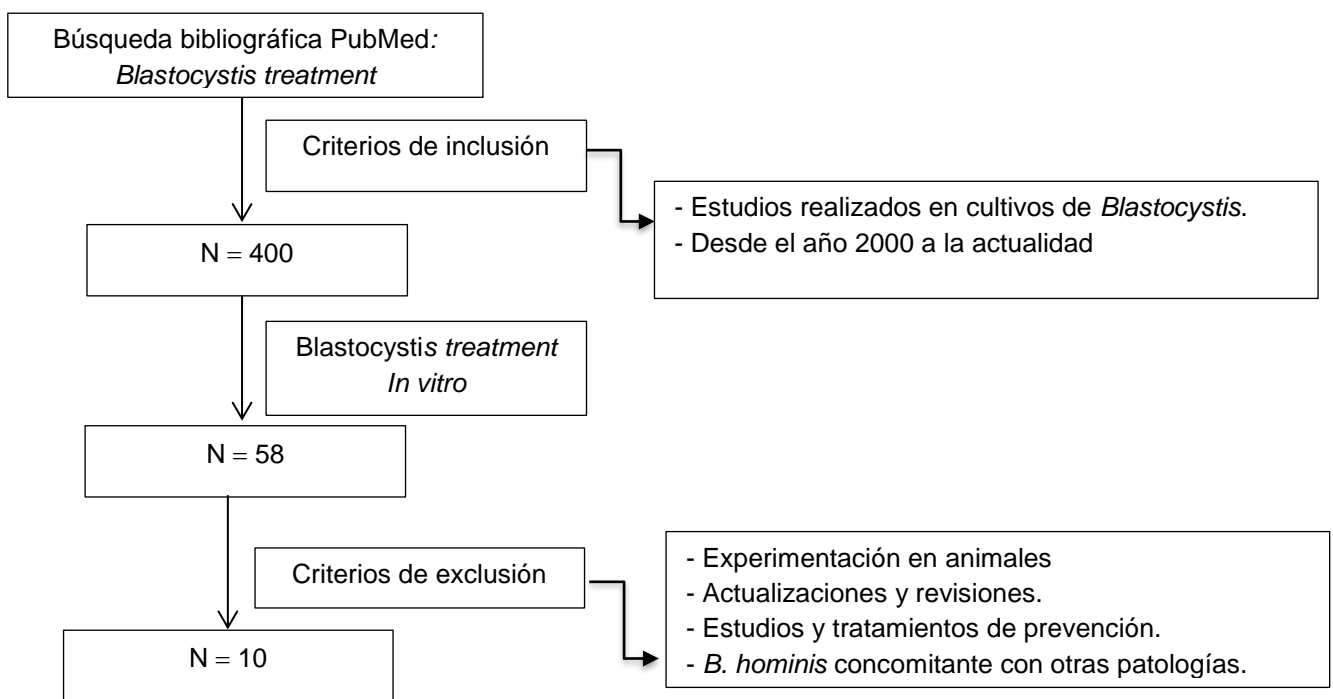 Búsqueda bibliográfica PubMed:
Blastocystis treatment
Criterios de inclusión
- Estudios realizados en cultivos de Blastocystis.
- Desde el año 2000 a la actualidad
N = 400
Blastocystis treatment
In vitro
N = 58
Criterios de exclusión
- Experimentación en animales
- Actualizaciones y revisiones.
- Estudios y tratamientos de prevención.
- B. hominis concomitante con otras patologías.
N = 10